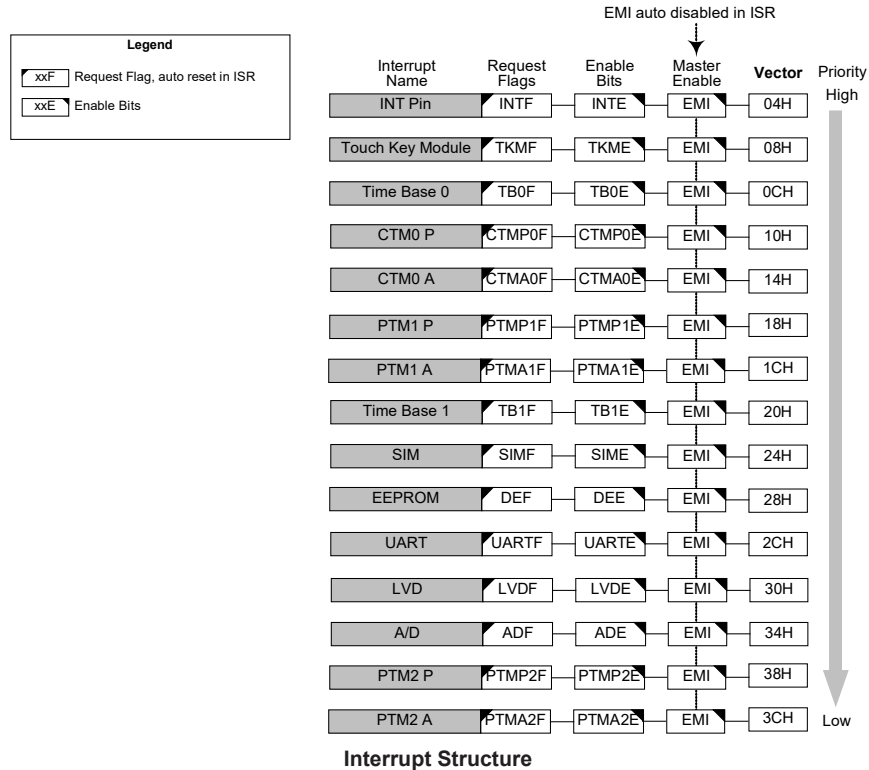 EMI auto disabled in ISR
Legend
xxF Request Flag, auto reset in ISR
xxE Enable Bits
Interrupt Name Request Flags Enable Bits Master Enable Vector Priority
High
INT Pin INTF INTE EMI 04H
Touch Key Module TKMF TKME EMI 08H
Time Base 0 TB0F TB0E EMI 0CH
CTM0 P CTMP0F CTMP0E EMI 10H
CTM0 A CTMA0F CTMA0E EMI 14H
PTM1 P PTMP1F PTMP1E EMI 18H
PTM1 A PTMA1F PTMA1E EMI 1CH
Time Base 1 TB1F TB1E EMI 20H
SIM SIMF SIME EMI 24H
EEPROM DEF DEE EMI 28H
UART UARTF UARTE EMI 2CH
LVD LVDF LVDE EMI 30H
A/D ADF ADE EMI 34H
PTM2 P PTMP2F PTMP2E EMI 38H
PTM2 A PTMA2F PTMA2E EMI 3CH Low
Interrupt Structure